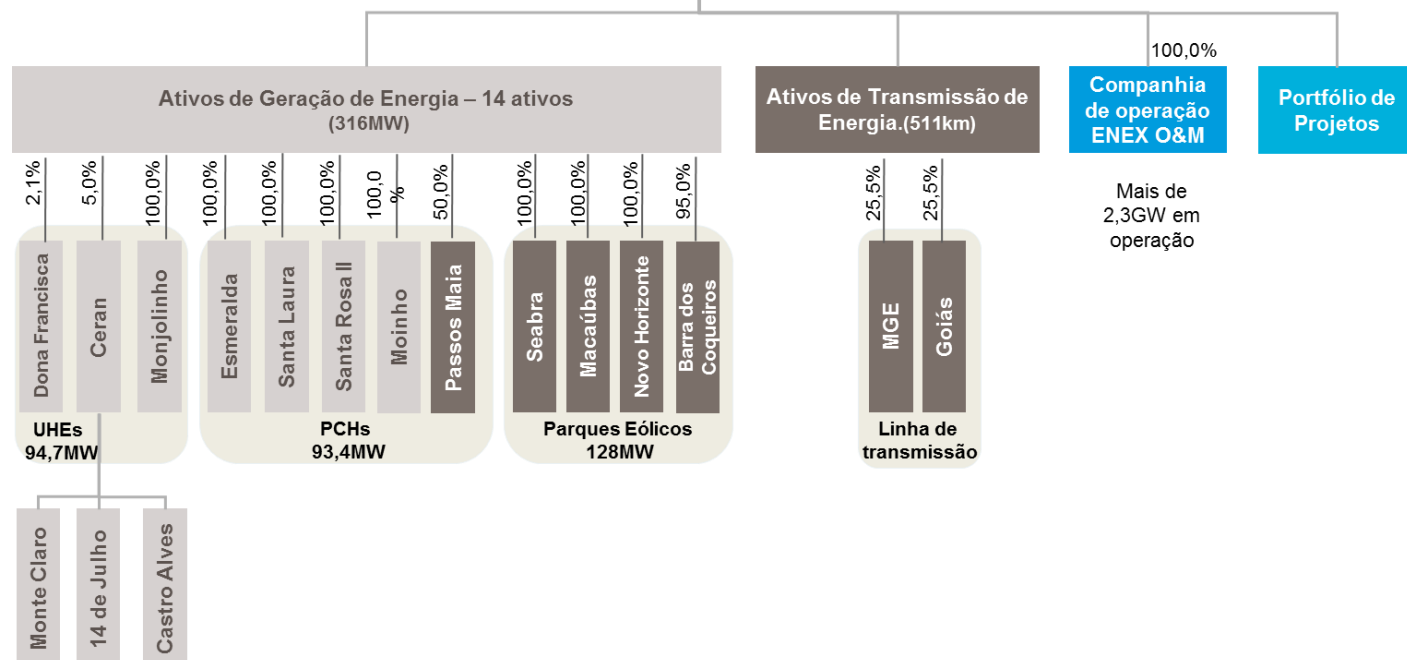 100,0%
Ativos de Geração de Energia – 14 ativos
(316MW)
Ativos de Transmissão de
Energia.(511km)
Companhia
de operação
ENEX O&M
Portfólio de
Projetos
2,1%
5,0%
100,0%
100,0%
100,0%
100,0%
100,0
%
50,0%
100,0%
100,0%
100,0%
95,0%
25,5%
25,5%
Mais de
2,3GW em
operação
Dona Francisca
Ceran
Monjolinho
Esmeralda
Santa Laura
Santa Rosa II
Moinho
Passos Maia
Seabra
Macaúbas
Novo Horizonte
Barra dos
Coqueiros
MGE
Goiás
UHEs
94,7MW
PCHs
93,4MW
Parques Eólicos
128MW
Linha de
transmissão
Monte Claro
14 de Julho
Castro Alves